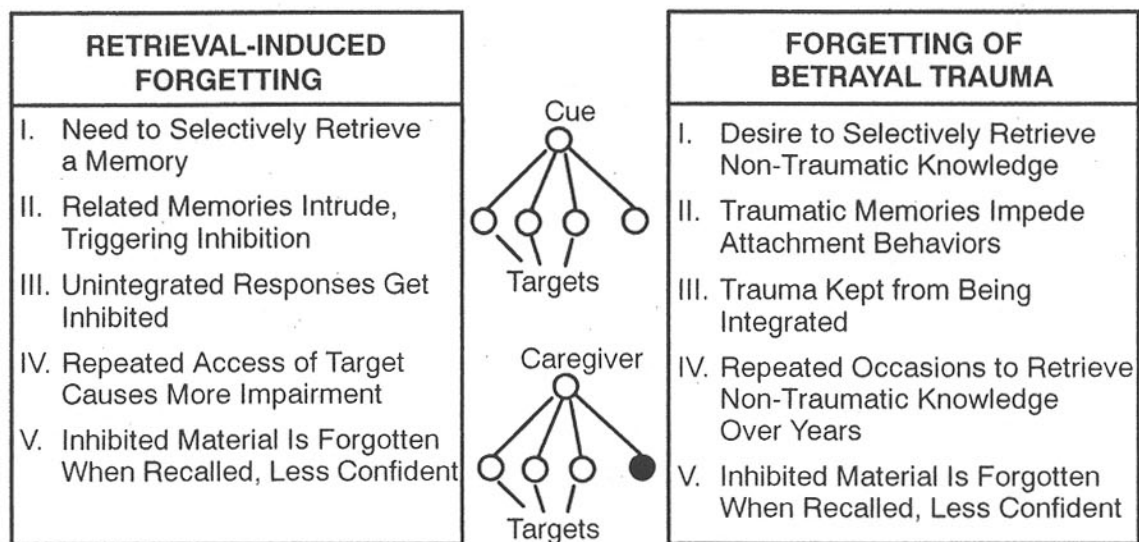 RETRIEVAL-INDUCED
FORGETTING
I. Need to Selectively Retrieve
a Memory
II. Related Memories Intrude,
Triggering Inhibition
III. Unintegrated Responses Get
Inhibited
IV. Repeated Access of Target
Causes More Impairment
V. Inhibited Material Is Forgotten
When Recalled, Less Confident
Cue
Targets
Caregiver
Targets
FORGETTING OF
BETRAYAL TRAUMA
I. Desire to Selectively Retrieve
Non-Traumatic Knowledge
II. Traumatic Memories Impede
Attachment Behaviors
III. Trauma Kept from Being
Integrated
IV. Repeated Occasions to Retrieve
Non-Traumatic Knowledge
Over Years
V. Inhibited Material Is Forgotten
When Recalled, Less Confident